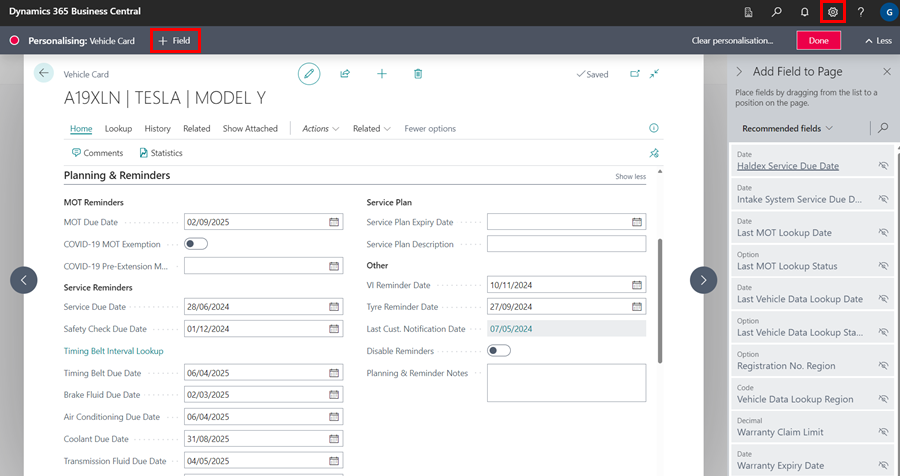 Dynamics 365 Business Central
G
Personalising: Vehicle Card
+ Field
Clear personalisation...
Done
Less
Vehicle Card
Saved
A19XLN | TESLA | MODEL Y
Home
Lookup
History
Related
Show Attached
Actions
Related
Fewer options
Comments
Statistics
Planning & Reminders
Show less
MOT Reminders
MOT Due Date
02/09/2025
COVID-19 MOT Exemption
COVID-19 Pre-Extension M...
Service Reminders
Service Due Date
28/06/2024
Safety Check Due Date
01/12/2024
Timing Belt Interval Lookup
Timing Belt Due Date
06/04/2025
Brake Fluid Due Date
02/03/2025
Air Conditioning Due Date
06/04/2025
Coolant Due Date
31/08/2025
Transmission Fluid Due Date
04/05/2025
Service Plan
Service Plan Expiry Date
Service Plan Description
Other
VI Reminder Date
10/11/2024
Tyre Reminder Date
27/09/2024
Last Cust. Notification Date
07/05/2024
Disable Reminders
Planning & Reminder Notes
Add Field to Page
Place fields by dragging from the list to a
position on the page.
Recommended fields
Date
Haldex Service Due Date
Date
Intake System Service Due D...
Date
Last MOT Lookup Date
Option
Last MOT Lookup Status
Date
Last Vehicle Data Lookup Date
Option
Last Vehicle Data Lookup Sta...
Option
Registration No. Region
Code
Vehicle Data Lookup Region
Decimal
Warranty Claim Limit
Date
Warranty Expiry Date